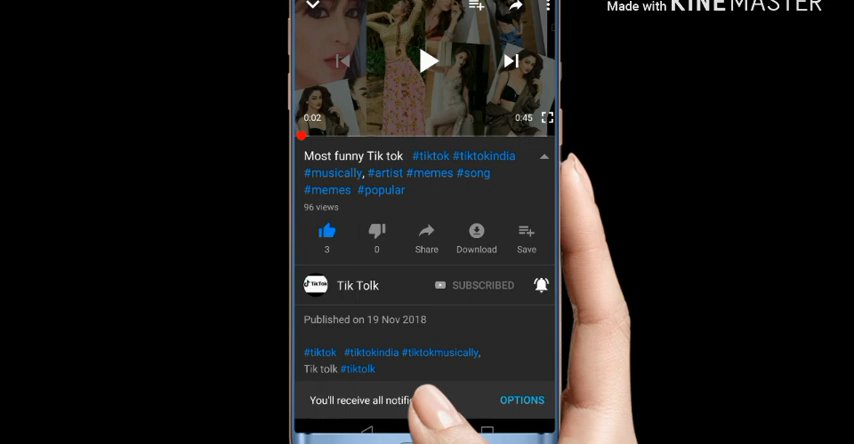 Made with KINEMASTER
0:02
0:45
Most funny Tik tok #tiktok #tiktokindia
#musically, #artist #memes #song
#memes #popular
96 views
3
0
Share
Download
Save
TikTok
Tik Tolk
SUBSCRIBED
Published on 19 Nov 2018
#tiktok #tiktokindia #tiktokmusically,
Tik tolk #tiktolk
You'll receive all notific
OPTIONS